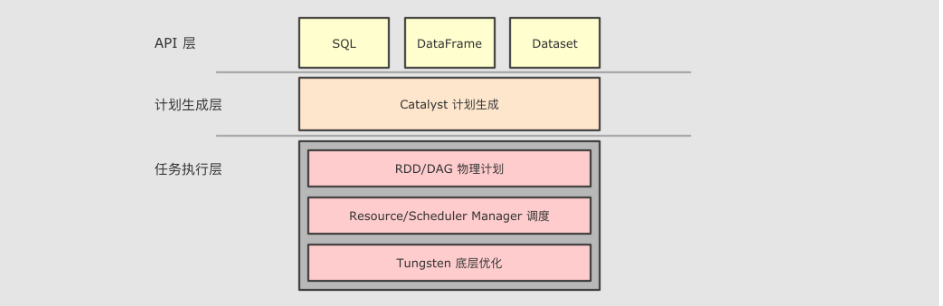 API 层
SQL
DataFrame
Dataset
计划生成层
Catalyst 计划生成
任务执行层
RDD/DAG 物理计划
Resource/Scheduler Manager 调度
Tungsten 底层优化